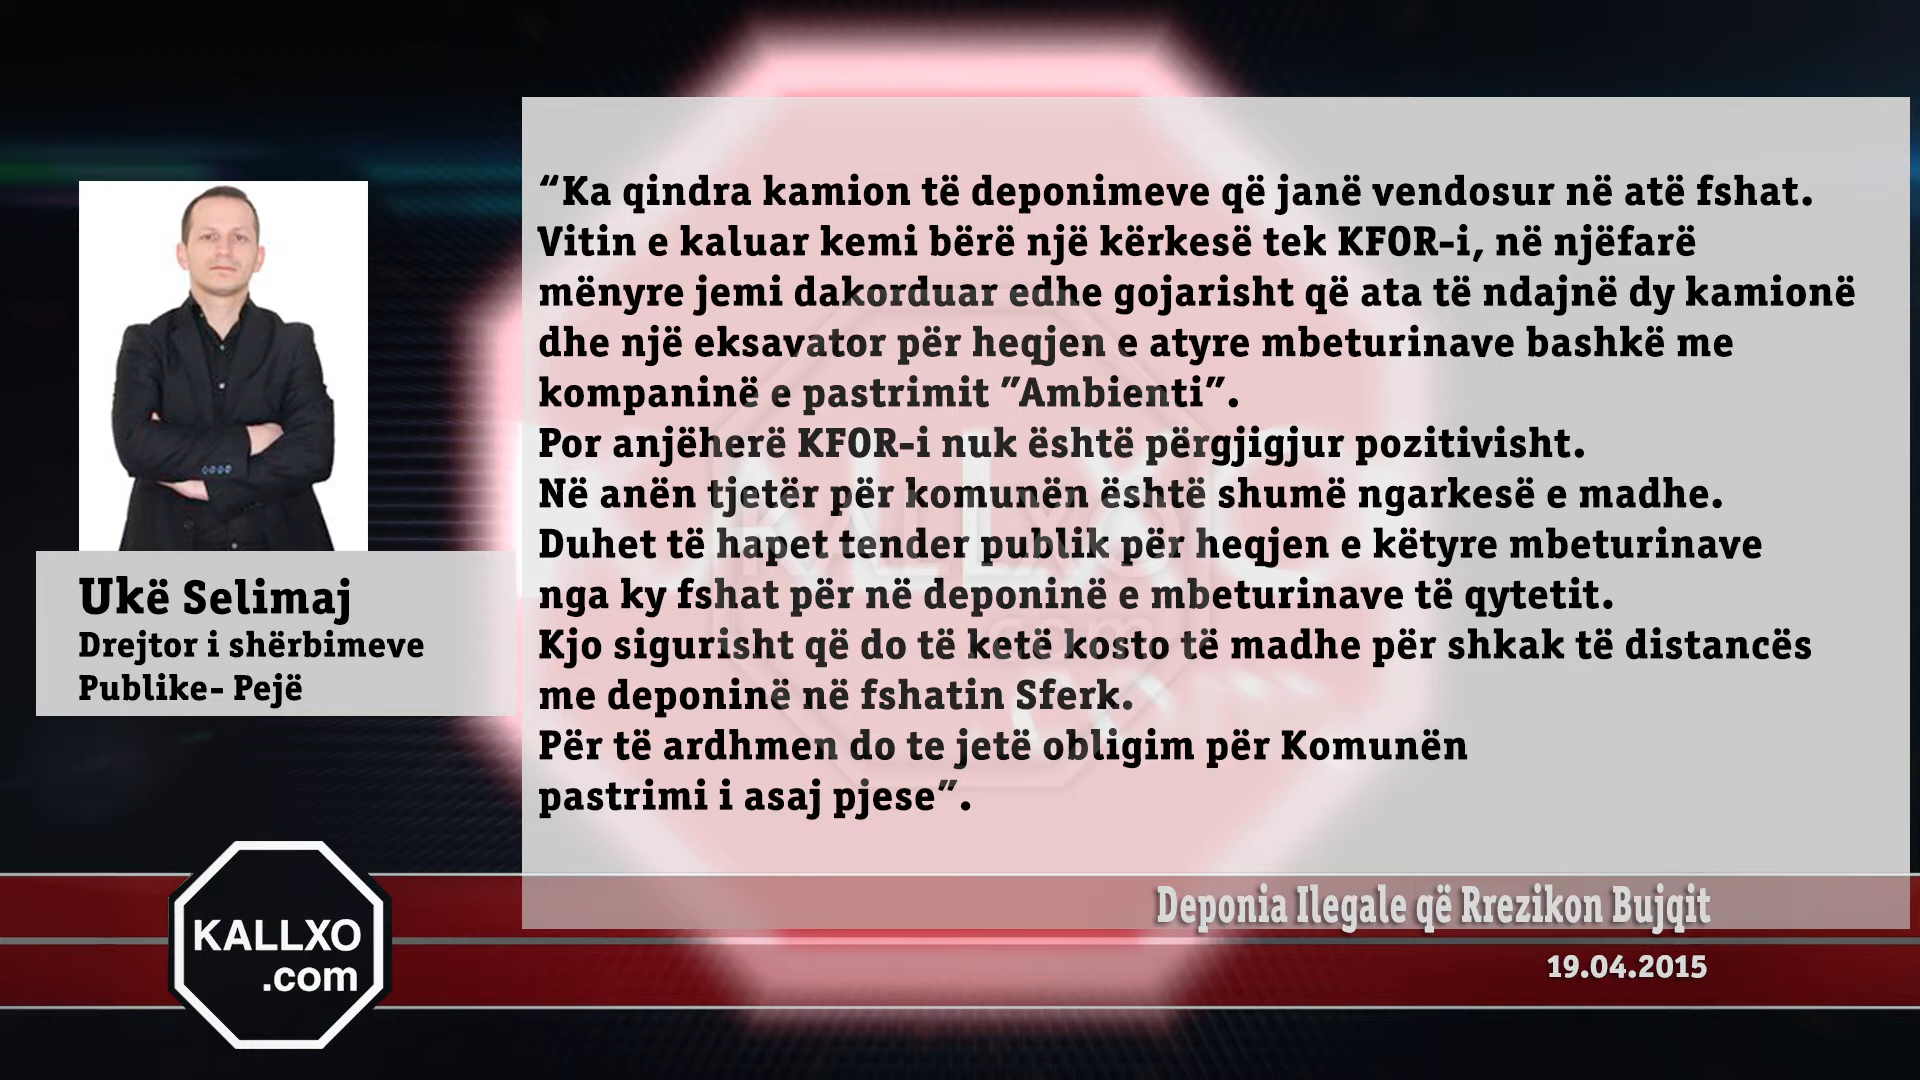 “Ka qindra kamion të deponimeve që janë vendosur në atë fshat.
Vitin e kaluar kemi bërë një kërkesë tek KFOR-i, në njëfarë
mënyre jemi dakorduar edhe gojarisht që ata të ndajnë dy kamionë
dhe një eksavator për heqjen e atyre mbeturinave bashkë me
kompaninë e pastrimit ”Ambienti”.
Por anjëherë KFOR-i nuk është përgjigjur pozitivisht.
Në anën tjetër për komunën është shumë ngarkesë e madhe.
Duhet të hapet tender publik për heqjen e këtyre mbeturinave
nga ky fshat për në deponinë e mbeturinave të qytetit.
Kjo sigurisht që do të ketë kosto të madhe për shkak të distancës
me deponinë në fshatin Sferk.
Për të ardhmen do te jetë obligim për Komunën
pastrimi i asaj pjese”.
Ukë Selimaj
Drejtor i shërbimeve
Publike- Pejë
KALLXO
.com
Deponia Ilegale që Rrezikon Bujqit
19.04.2015